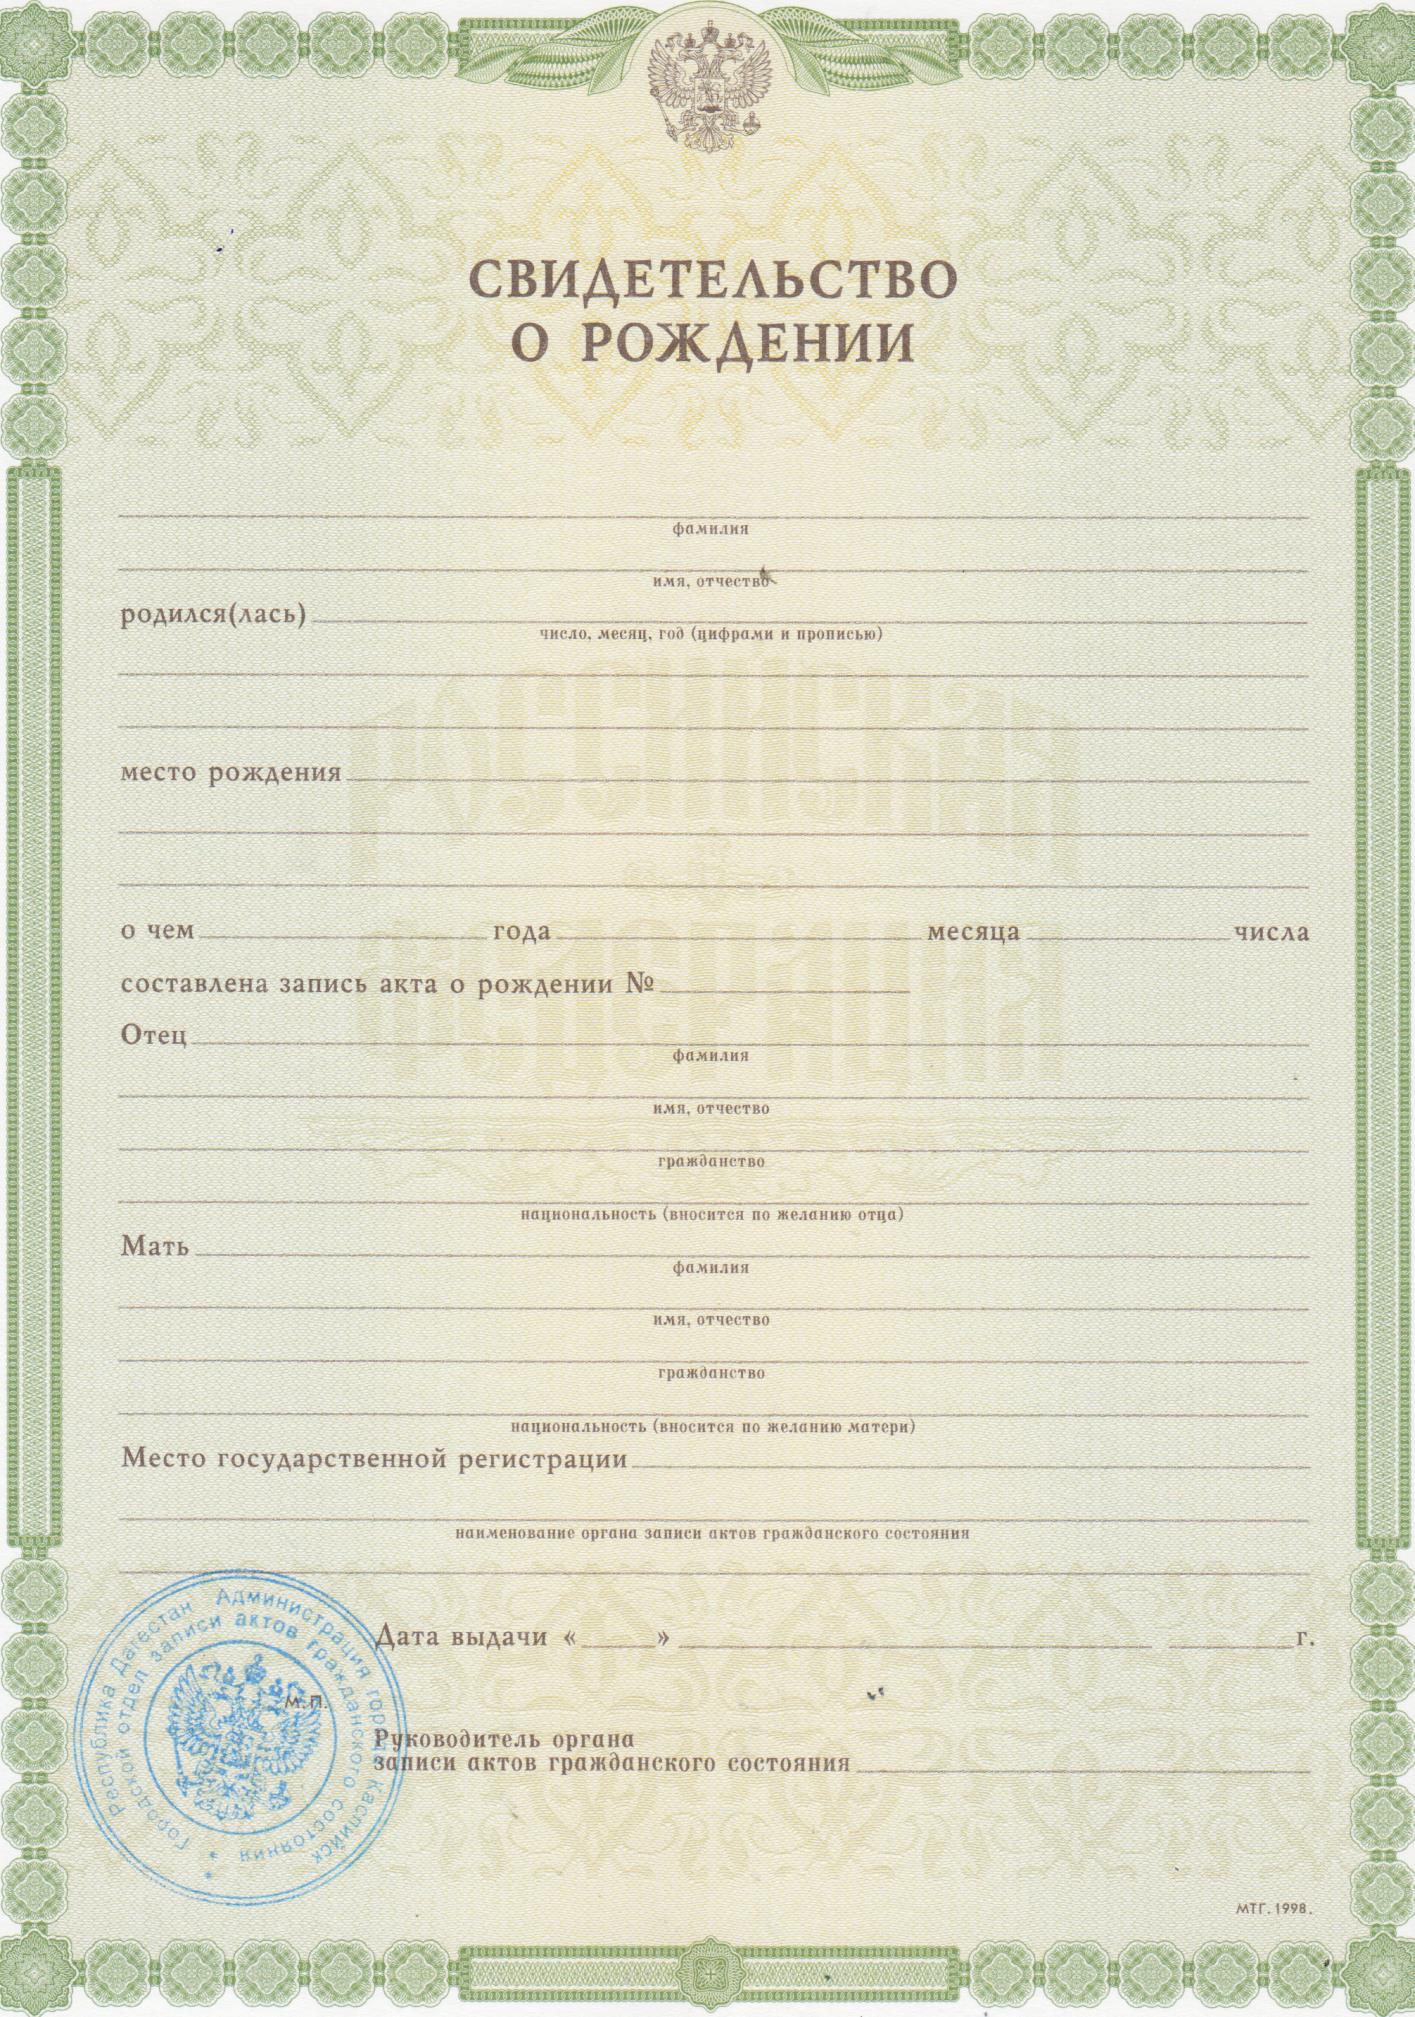 СВИДЕТЕЛЬСТВО
О РОЖДЕНИИ
фамилия
имя, отчество
родился(лась)
число, месяц, год (цифрами и прописью)
РОССИЙСКАЯ
место рождения
ФЕДЕРАЦИЯ
о чем года месяца числа
составлена запись акта о рождении №
Отец
фамилия
имя, отчество
гражданство
национальность (вносится по желанию отца)
Мать
фамилия
имя, отчество
гражданство
национальность (вносится по желанию матери)
Место государственной регистрации
наименование органа записи актов гражданского состояния
Республика Дагестан Администрация города Каспийск
Городской отдел записи актов гражданского состояния
Дата выдачи « » г.
М.П.
Руководитель органа
записи актов гражданского состояния
МТГ. 1998.